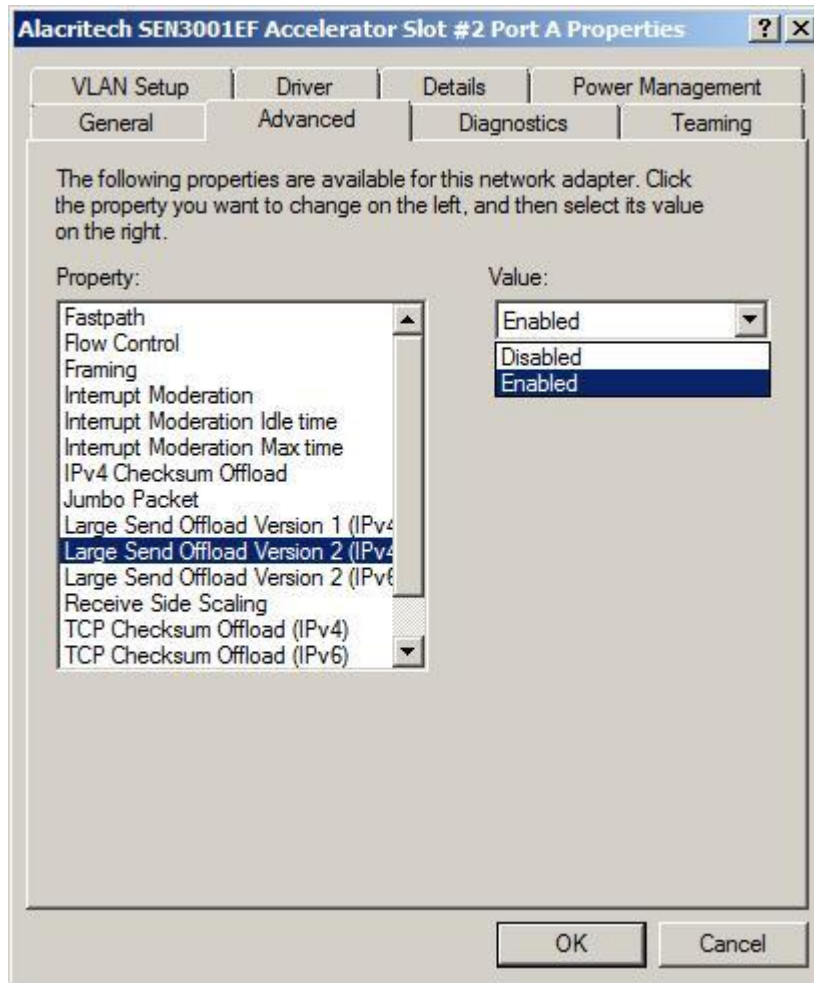 Alacritech SEN3001EF Accelerator Slot #2 Port A Properties
VLAN Setup
Driver
Details
Power Management
General
Advanced
Diagnostics
Teaming
The following properties are available for this network adapter. Click
the property you want to change on the left, and then select its value
on the right.
Property:
Value:
Fastpath
Flow Control
Framing
Interrupt Moderation
Interrupt Moderation Idle time
Interrupt Moderation Max time
IPv4 Checksum Offload
Jumbo Packet
Large Send Offload Version 1 (IPv4
Large Send Offload Version 2 (IPv4
Large Send Offload Version 2 (IPv6
Receive Side Scaling
TCP Checksum Offload (IPv4)
TCP Checksum Offload (IPv6)
Enabled
Disabled
Enabled
OK
Cancel